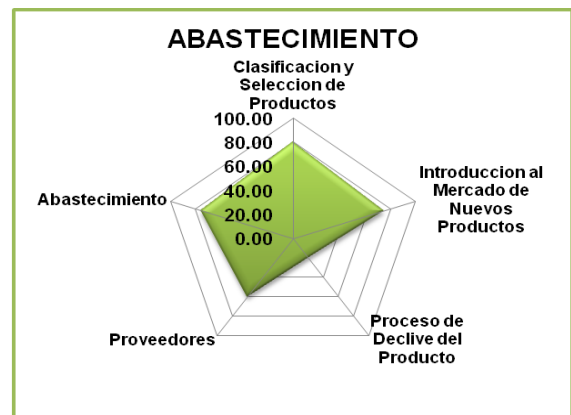 ABASTECIMIENTO
Clasificacion y
Seleccion de
Productos
100.00
80.00
60.00
40.00
20.00
0.00
Introduccion al
Mercado de
Nuevos
Productos
Proceso de
Declive del
Producto
Proveedores
Abastecimiento